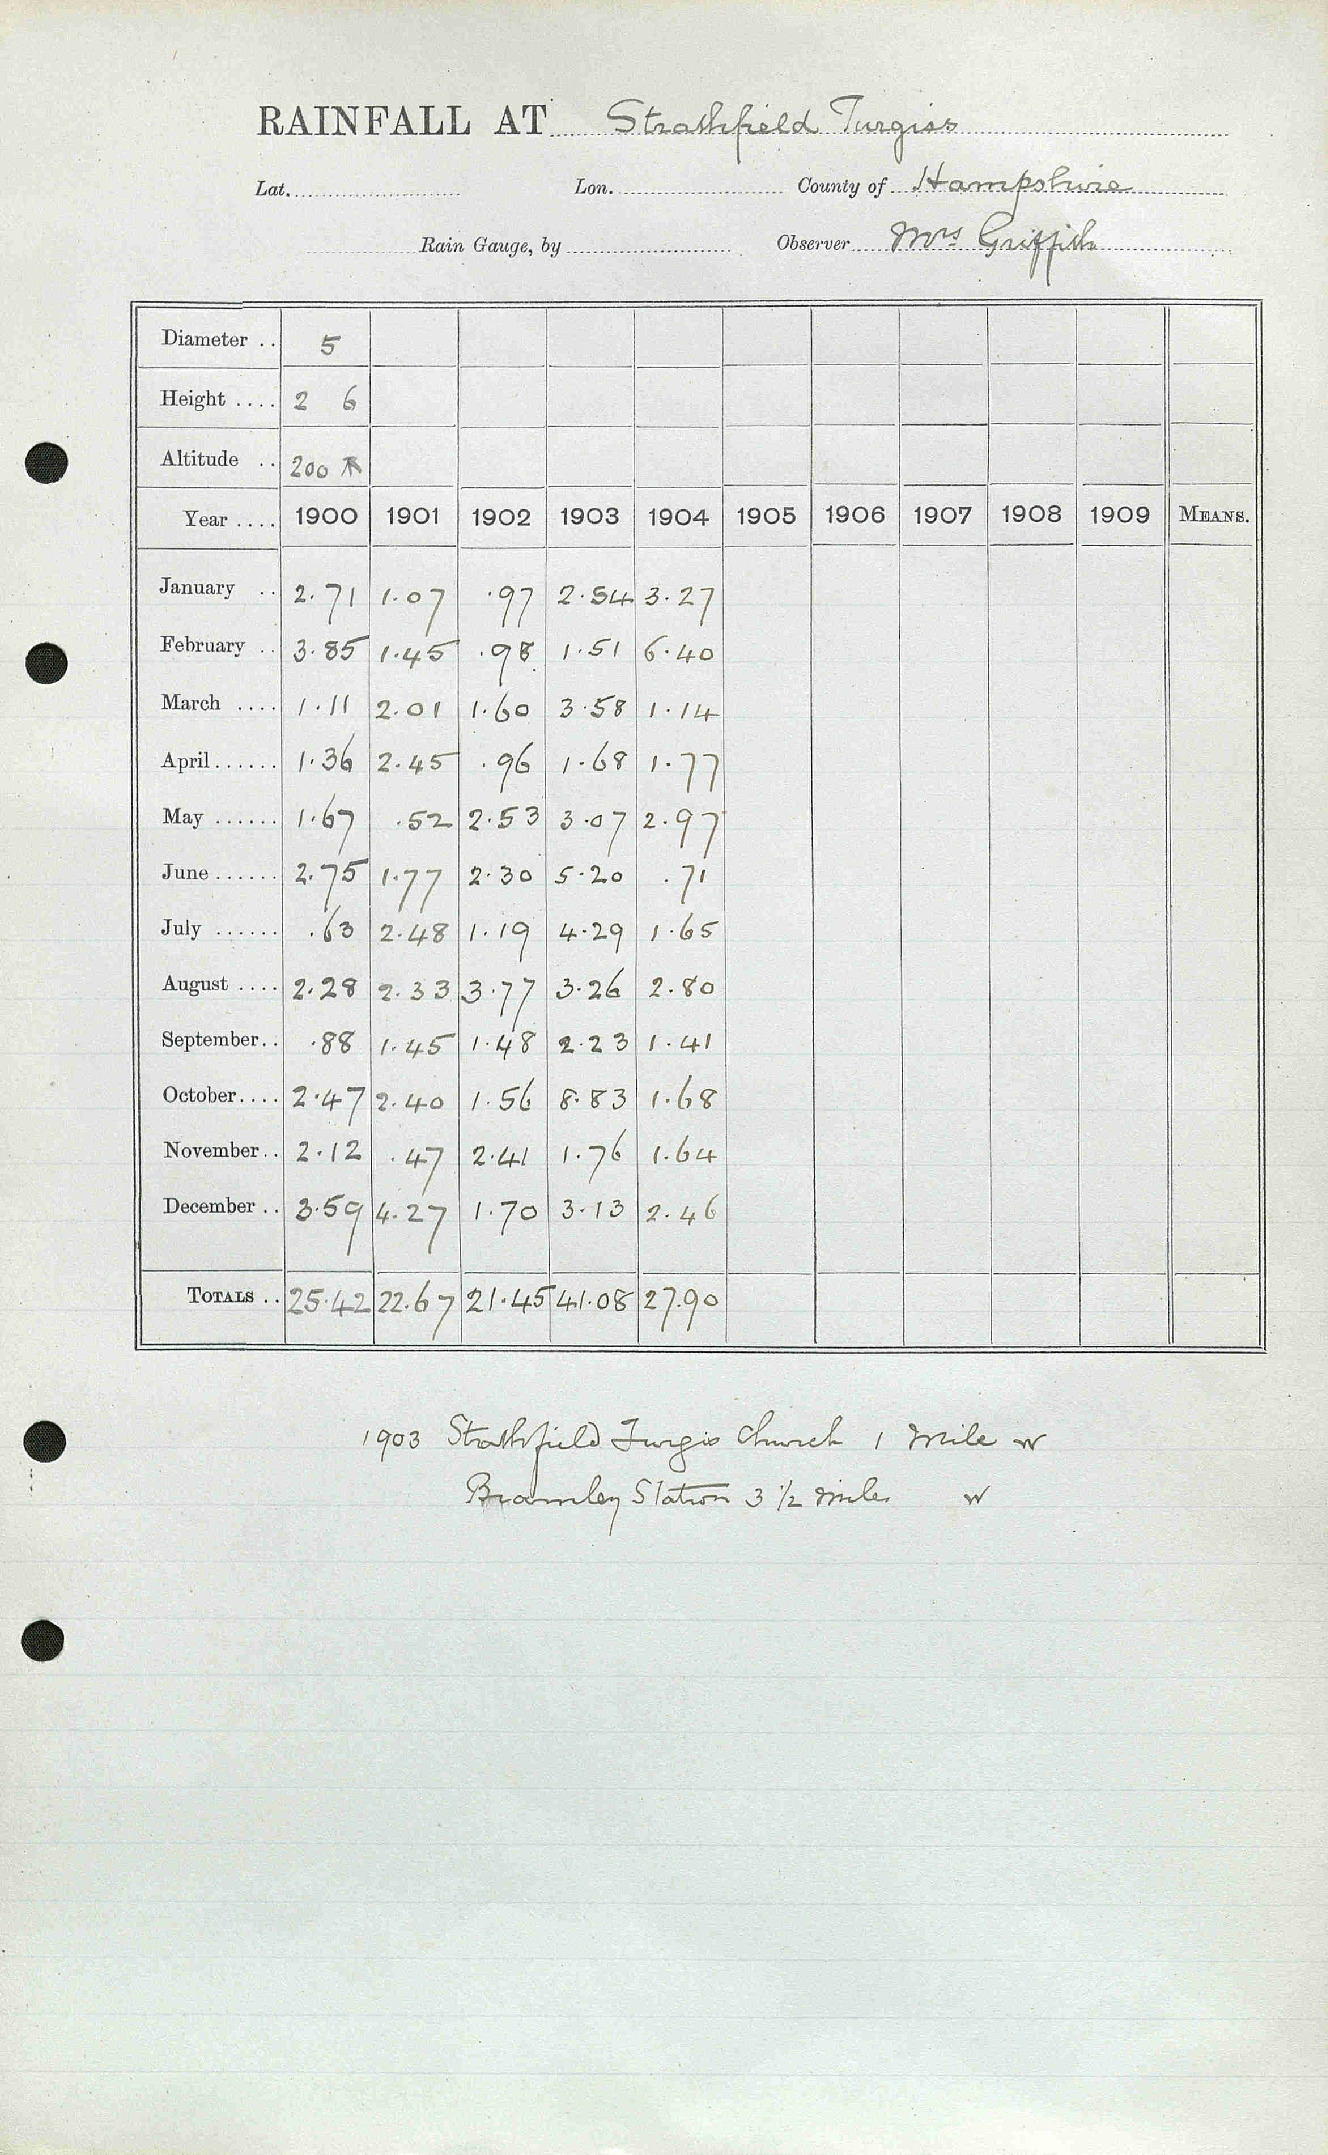 RAINFALL AT Strathfield Turgiss
Lat. Lon. County of Hampshire
Rain Gauge, by Observer Mrs Griffith
Diameter .. 5
Height .... 2 6
Altitude .. 200
Year .... 1900 1901 1902 1903 1904 1905 1906 1907 1908 1909 MEANS.
January .. 2.71 1.07 .97 2.54 3.27
February .. 3.85 1.45 .98 1.51 6.40
March .... 1.11 2.01 1.60 3.58 1.14
April...... 1.36 2.45 .96 1.68 1.77
May ...... 1.67 .52 2.53 3.07 2.97
June...... 2.75 1.77 2.30 5.20 .71
July ...... .63 2.48 1.19 4.29 1.65
August .... 2.28 2.33 3.77 3.26 2.80
September.. .88 1.45 1.48 2.23 1.41
October.... 2.47 2.40 1.56 8.83 1.68
November.. 2.12 .47 2.41 1.76 1.64
December .. 3.59 4.27 1.70 3.13 2.46
TOTALS .. 25.42 22.67 21.45 41.08 27.90
1903 Strathfield Turgis Church 1 Mile W
Bramley Station 3 1/2 miles W